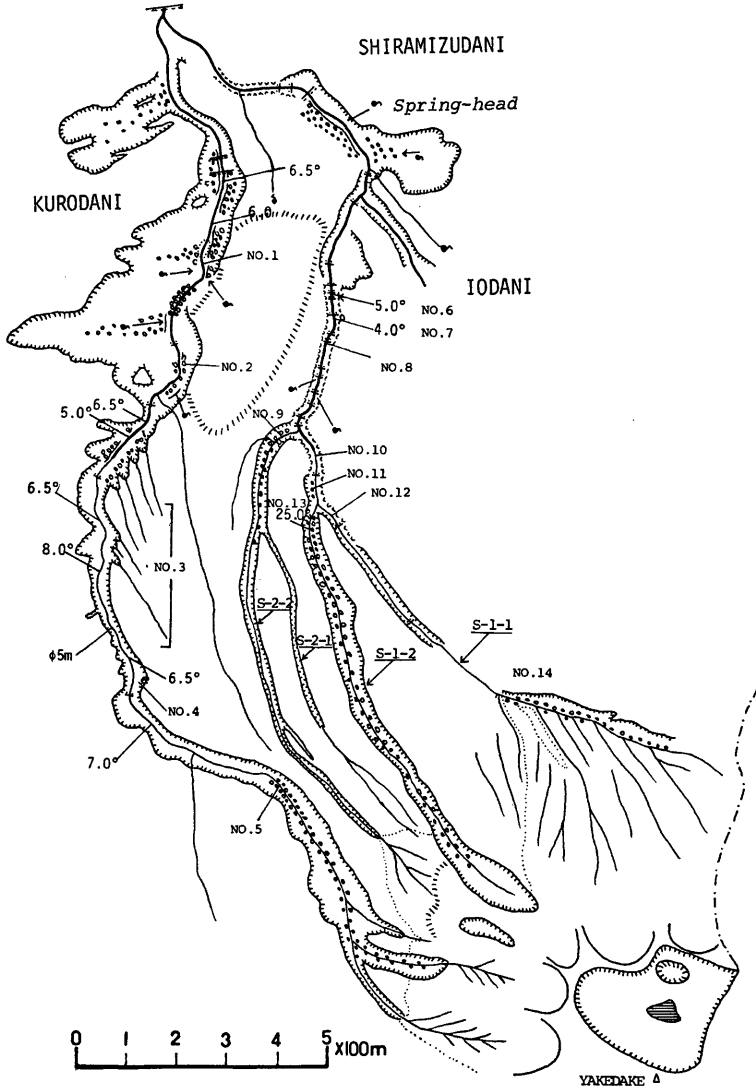 SHIRAMIZUDANI
Spring-head
6.5°
KURODANI
6.0
NO.1
IODANI
5.0° NO.6
4.0° NO.7
NO.8
NO.2
6.5°
5.0°
NO.9
NO.10
NO.11
NO.12
6.5°
NO.13
25.0°
8.0°
NO.3
S-2-2
S-2-1
S-1-2
S-1-1
ϕ5m
NO.14
6.5°
NO.4
7.0°
NO.5
0 1 2 3 4 5 X100m
YAKEDAKE